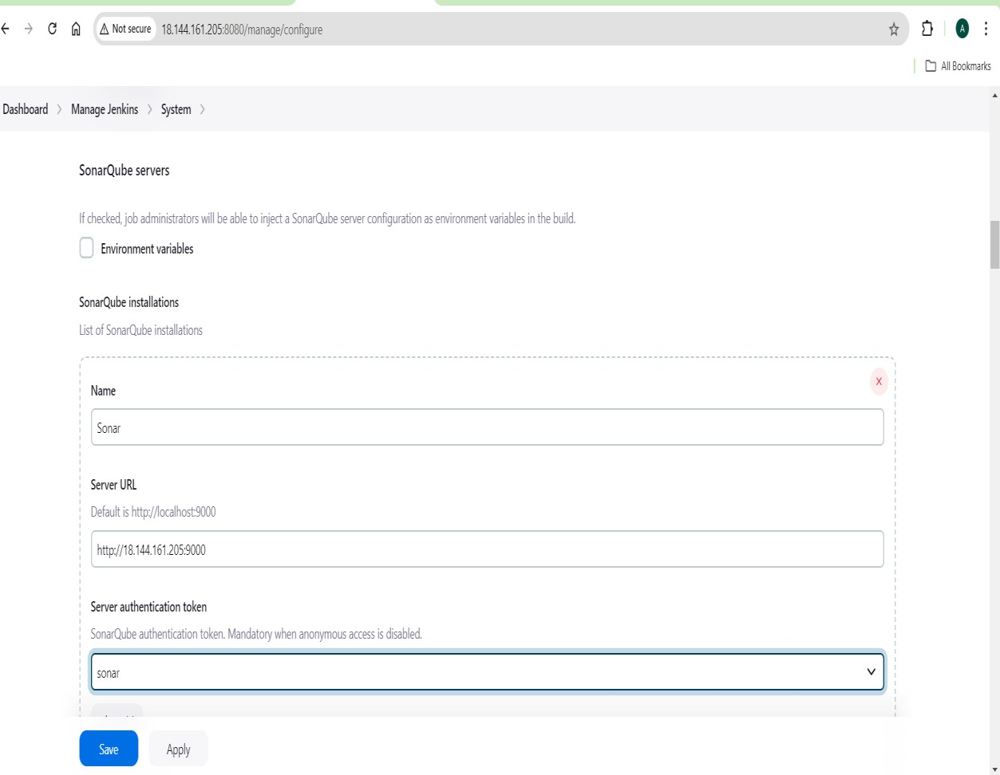 Not secure 18.144.161.205:8080/manage/configure
A
All Bookmarks
Dashboard > Manage Jenkins > System >
SonarQube servers
If checked, job administrators will be able to inject a SonarQube server configuration as environment variables in the build.
Environment variables
SonarQube installations
List of SonarQube installations
X
Name
Sonar
Server URL
Default is http://localhost:9000
http://18.144.161.205:9000
Server authentication token
SonarQube authentication token. Mandatory when anonymous access is disabled.
sonar
Save Apply